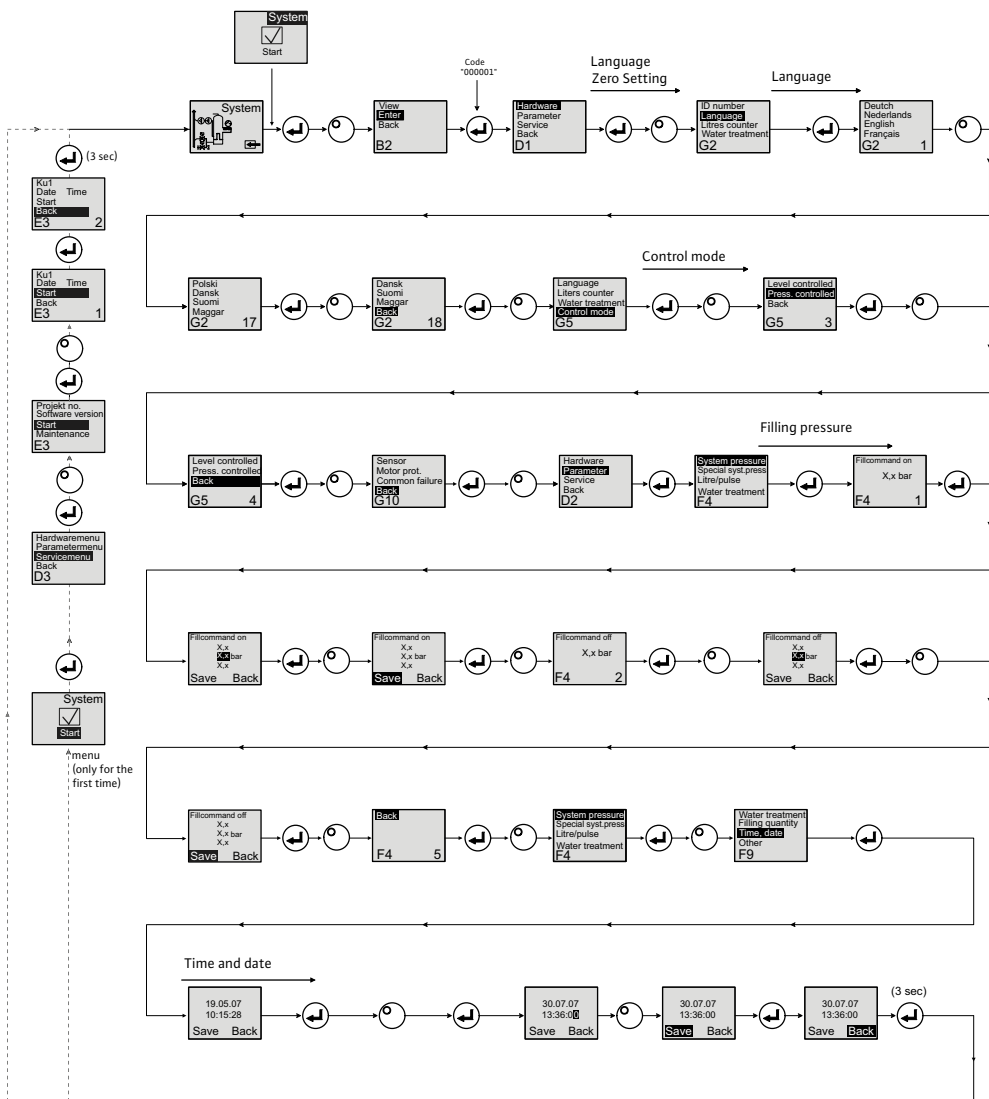 System
Start
Code
"000001"
Language
Zero Setting
Language
System
View
Enter
Back
B2
Hardware
Parameter
Service
Back
D1
ID number
Language
Litres counter
Water treatment
G2
Deutch
Nederlands
English
Français
G2 1
(3 sec)
Ku1
Date Time
Start
Back
E3 2
Ku1
Date Time
Start
Back
E3 1
Projekt no.
Software version
Start
Maintenance
E3
Hardwaremenu
Parametermenu
Servicemenu
Back
D3
System
Start
menu
(only for the
first time)
Control mode
Polski
Dansk
Suomi
Maggar
G2 17
Dansk
Suomi
Maggar
Back
G2 18
Language
Liters counter
Water treatment
Control mode
G5
Level controlled
Press. controlled
Back
G5 3
Filling pressure
Level controlled
Press. controlled
Back
G5 4
Sensor
Motor prot.
Common failure
Back
G10
Hardware
Parameter
Service
Back
D2
System pressure
Special syst.press
Litre/pulse
Water treatment
F4
Fillcommand on
X,x bar
F4 1
Fillcommand on
X,x
X,x bar
X,x
Save Back
Fillcommand on
X,x
X,x bar
X,x
Save Back
Fillcommand off
X,x bar
F4 2
Fillcommand off
X,x
X,x bar
X,x
Save Back
Fillcommand off
X,x
X,x bar
X,x
Save Back
Back
F4 5
System pressure
Special syst.press
Litre/pulse
Water treatment
F4
Water treatment
Filling quantity
Time, date
Other
F9
Time and date
19.05.07
10:15:28
Save Back
30.07.07
13:36:00
Save Back
30.07.07
13:36:00
Save Back
30.07.07
13:36:00
Save Back
(3 sec)